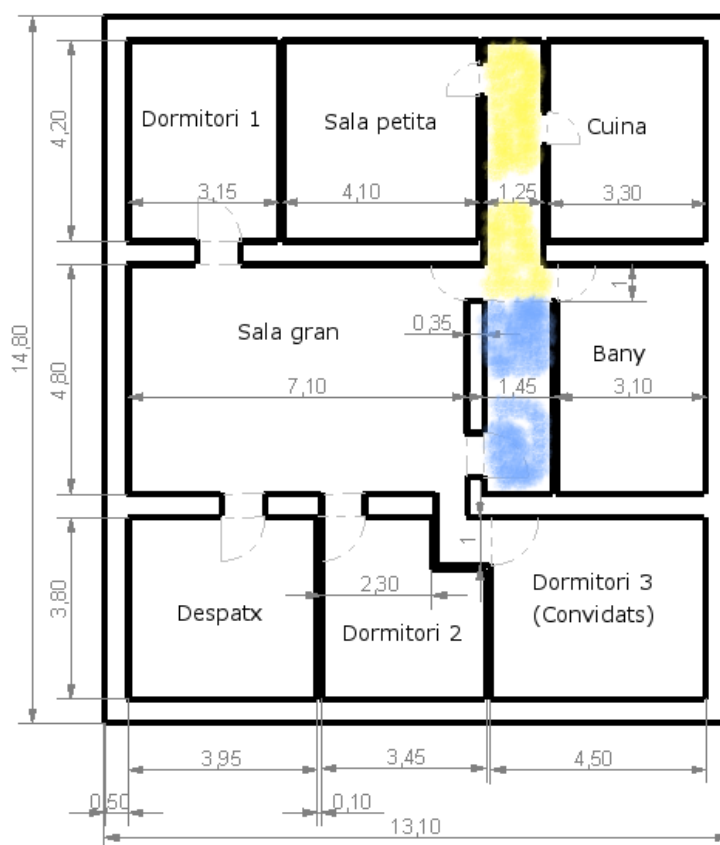 Dormitori 1
Sala petita
Cuina
4,20
3,15
4,10
1,25
3,30
1
0,35
Sala gran
Bany
14,80
4,80
7,10
1,45
3,10
1
3,80
2,30
Despatx
Dormitori 2
Dormitori 3
(Convidats)
3,95
3,45
4,50
0,50
0,10
13,10